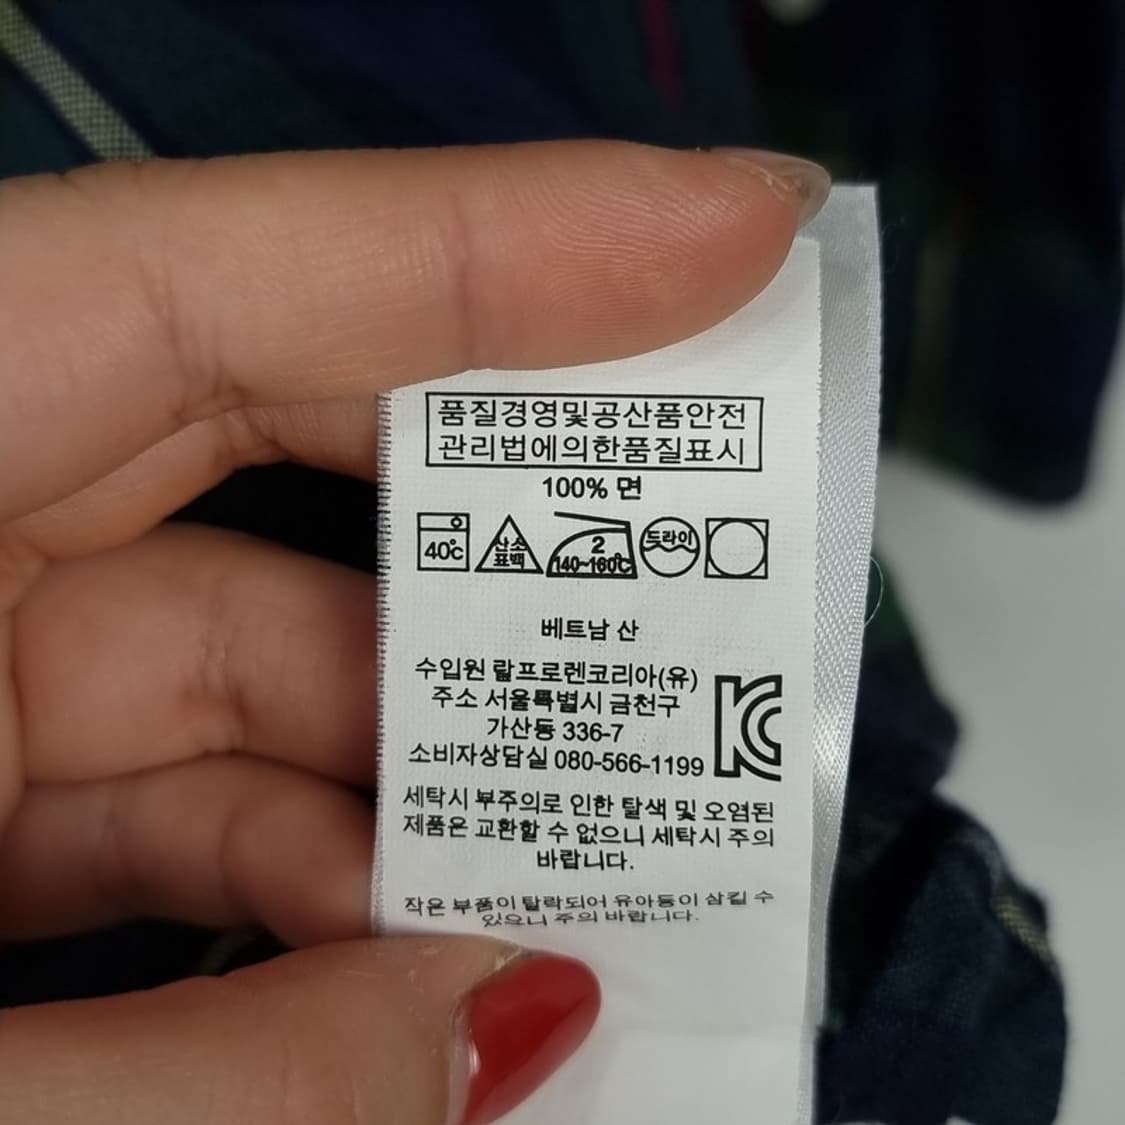 품질경영및공산품안전
관리법에의한품질표시
100% 면
40℃ 산소 표백 2 140~160℃ 드라이
베트남 산
수입원 랄프로렌코리아(유)
주소 서울특별시 금천구
가산동 336-7
소비자상담실 080-566-1199
KC
세탁시 부주의로 인한 탈색 및 오염된
제품은 교환할 수 없으니 세탁시 주의
바랍니다.
작은 부품이 탈락되어 유아등이 삼킬 수
있으니 주의 바랍니다.